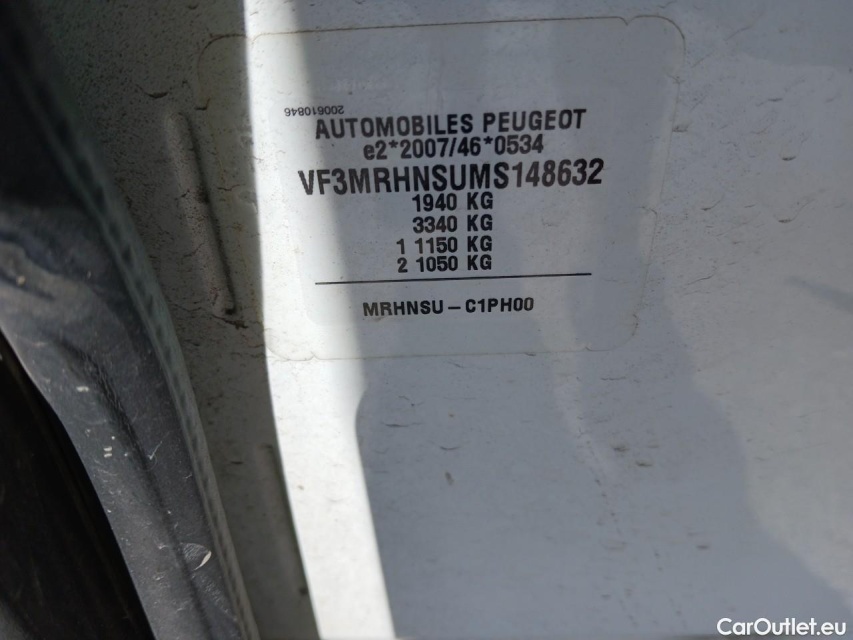 200610846
AUTOMOBILES PEUGEOT
e2*2007/46*0534
VF3MRHNSUMS148632
1940 KG
3340 KG
1 1150 KG
2 1050 KG
MRHNSU-C1PH00
CarOutlet.eu